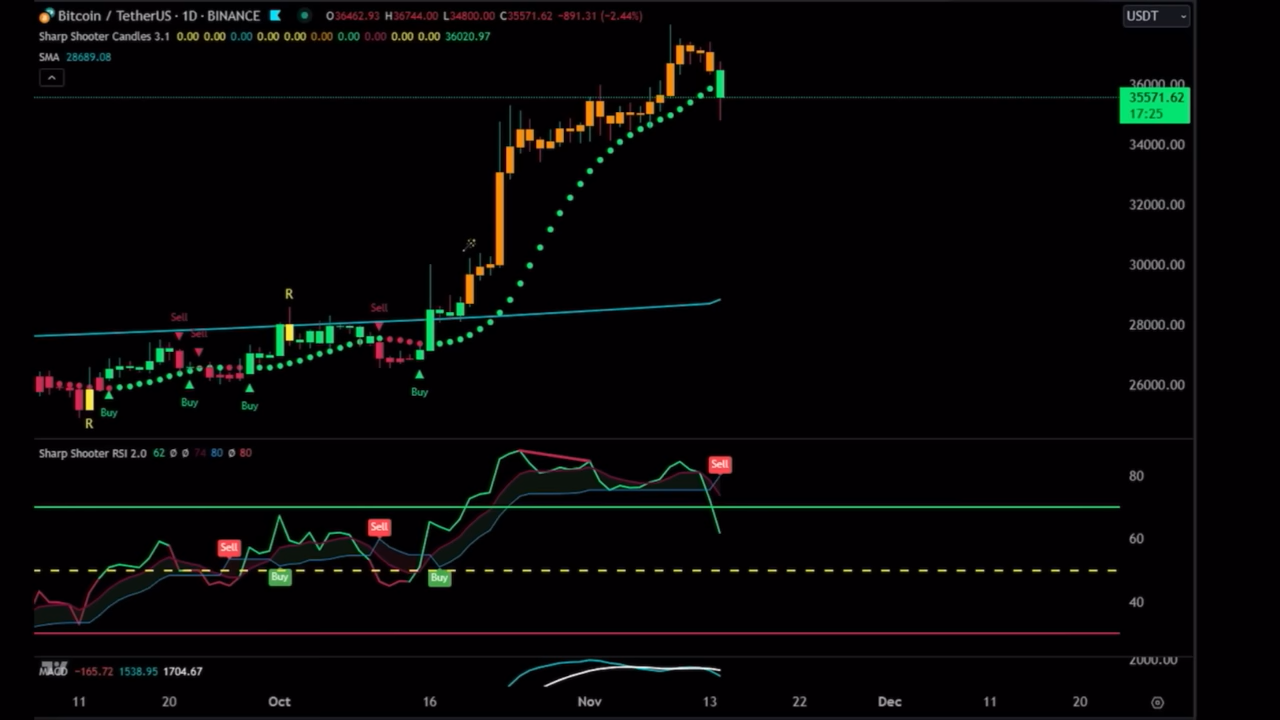 Bitcoin / TetherUS · 1D · BINANCE O36462.93 H36744.00 L34800.00 C35571.62 −891.31 (−2.44%) USDT
Sharp Shooter Candles 3.1 0.00 0.00 0.00 0.00 0.00 0.00 0.00 0.00 0.00 0.00 36020.97
SMA 28689.08
36000.00
35571.62
17:25
34000.00
32000.00
30000.00
R
Sell Sell
28000.00
Sell
26000.00
Buy
Buy Buy
Buy
R
Sharp Shooter RSI 2.0 62 Ø Ø 74 80 Ø 80
Sell
80
Sell
60
Sell
Buy Buy
40
MACD −165.72 1538.95 1704.67
2000.00
11 20 Oct 16 Nov 13 22 Dec 11 20